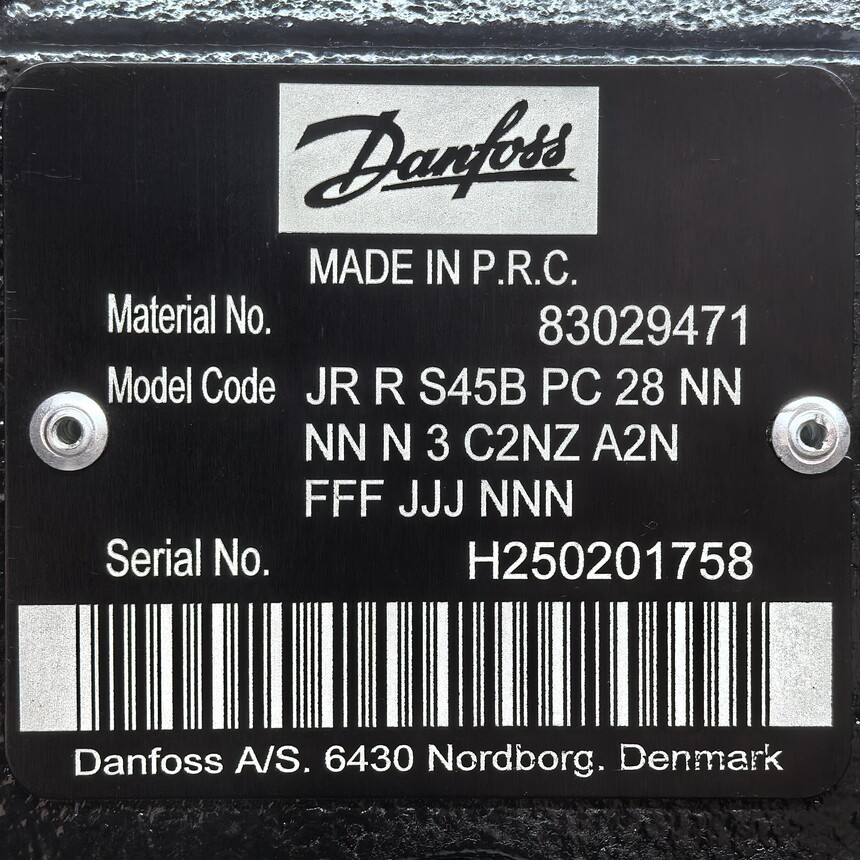 Danfoss
MADE IN P.R.C.
Material No. 83029471
Model Code JR R S45B PC 28 NN
NN N 3 C2NZ A2N
FFF JJJ NNN
Serial No. H250201758
Danfoss A/S. 6430 Nordborg. Denmark